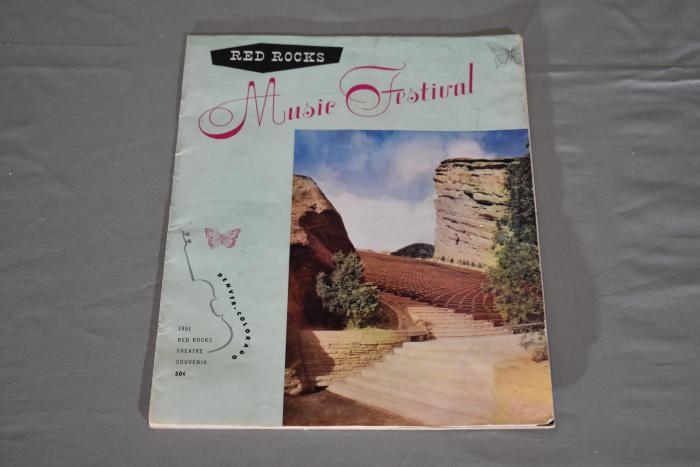 RED ROCKS
Music Festival
DENVER, COLORADO
1951
RED ROCKS
THEATRE
SOUVENIR
50¢